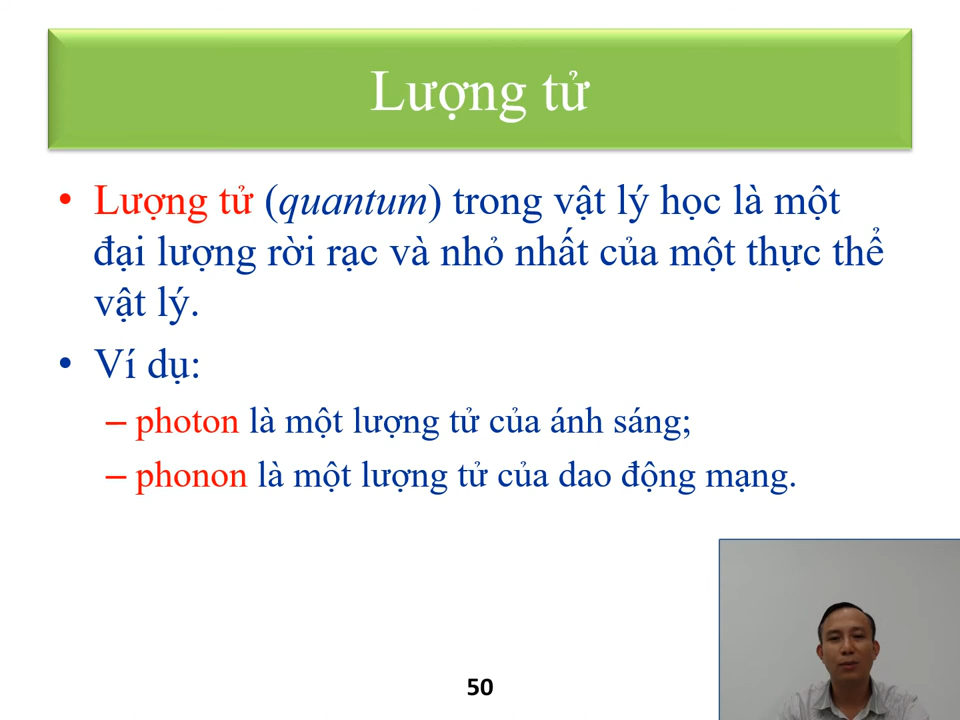 Lượng tử
• Lượng tử (quantum) trong vật lý học là một
đại lượng rời rạc và nhỏ nhất của một thực thể
vật lý.
• Ví dụ:
– photon là một lượng tử của ánh sáng;
– phonon là một lượng tử của dao động mạng.
50